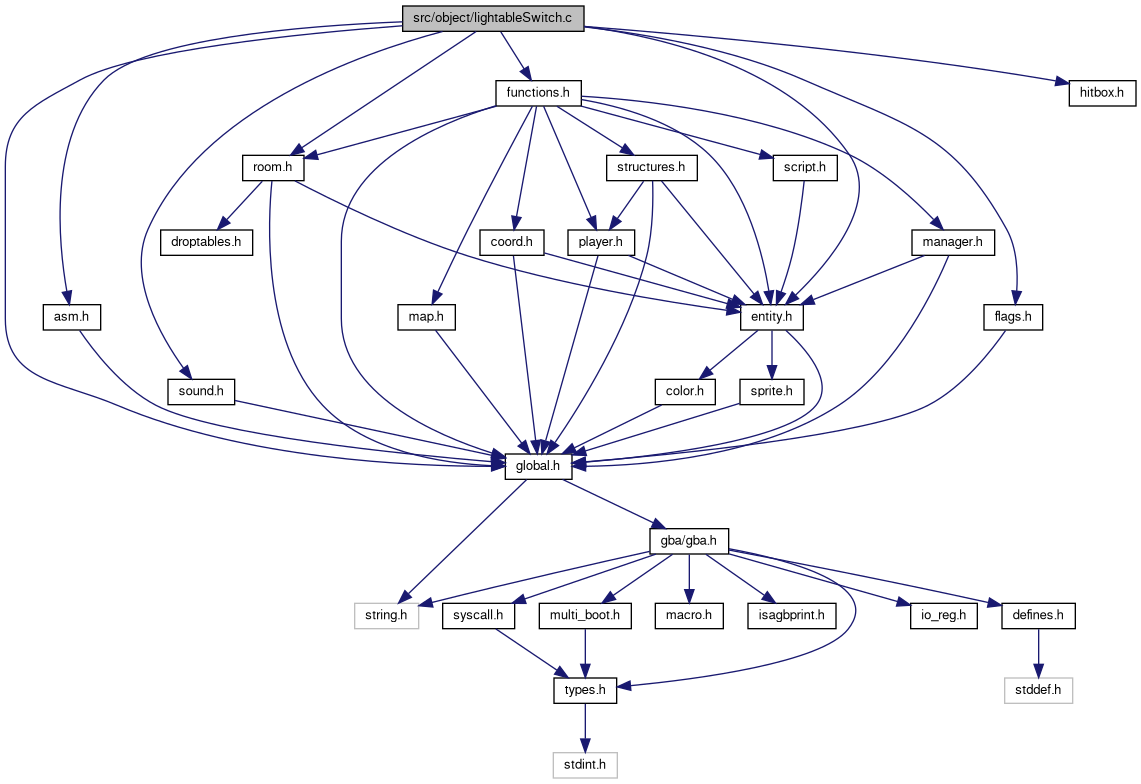 src/object/lightableSwitch.c
functions.h
hitbox.h
room.h
structures.h
script.h
droptables.h
coord.h
player.h
manager.h
asm.h
map.h
entity.h
flags.h
sound.h
color.h
sprite.h
global.h
gba/gba.h
string.h
syscall.h
multi_boot.h
macro.h
isagbprint.h
io_reg.h
defines.h
types.h
stddef.h
stdint.h